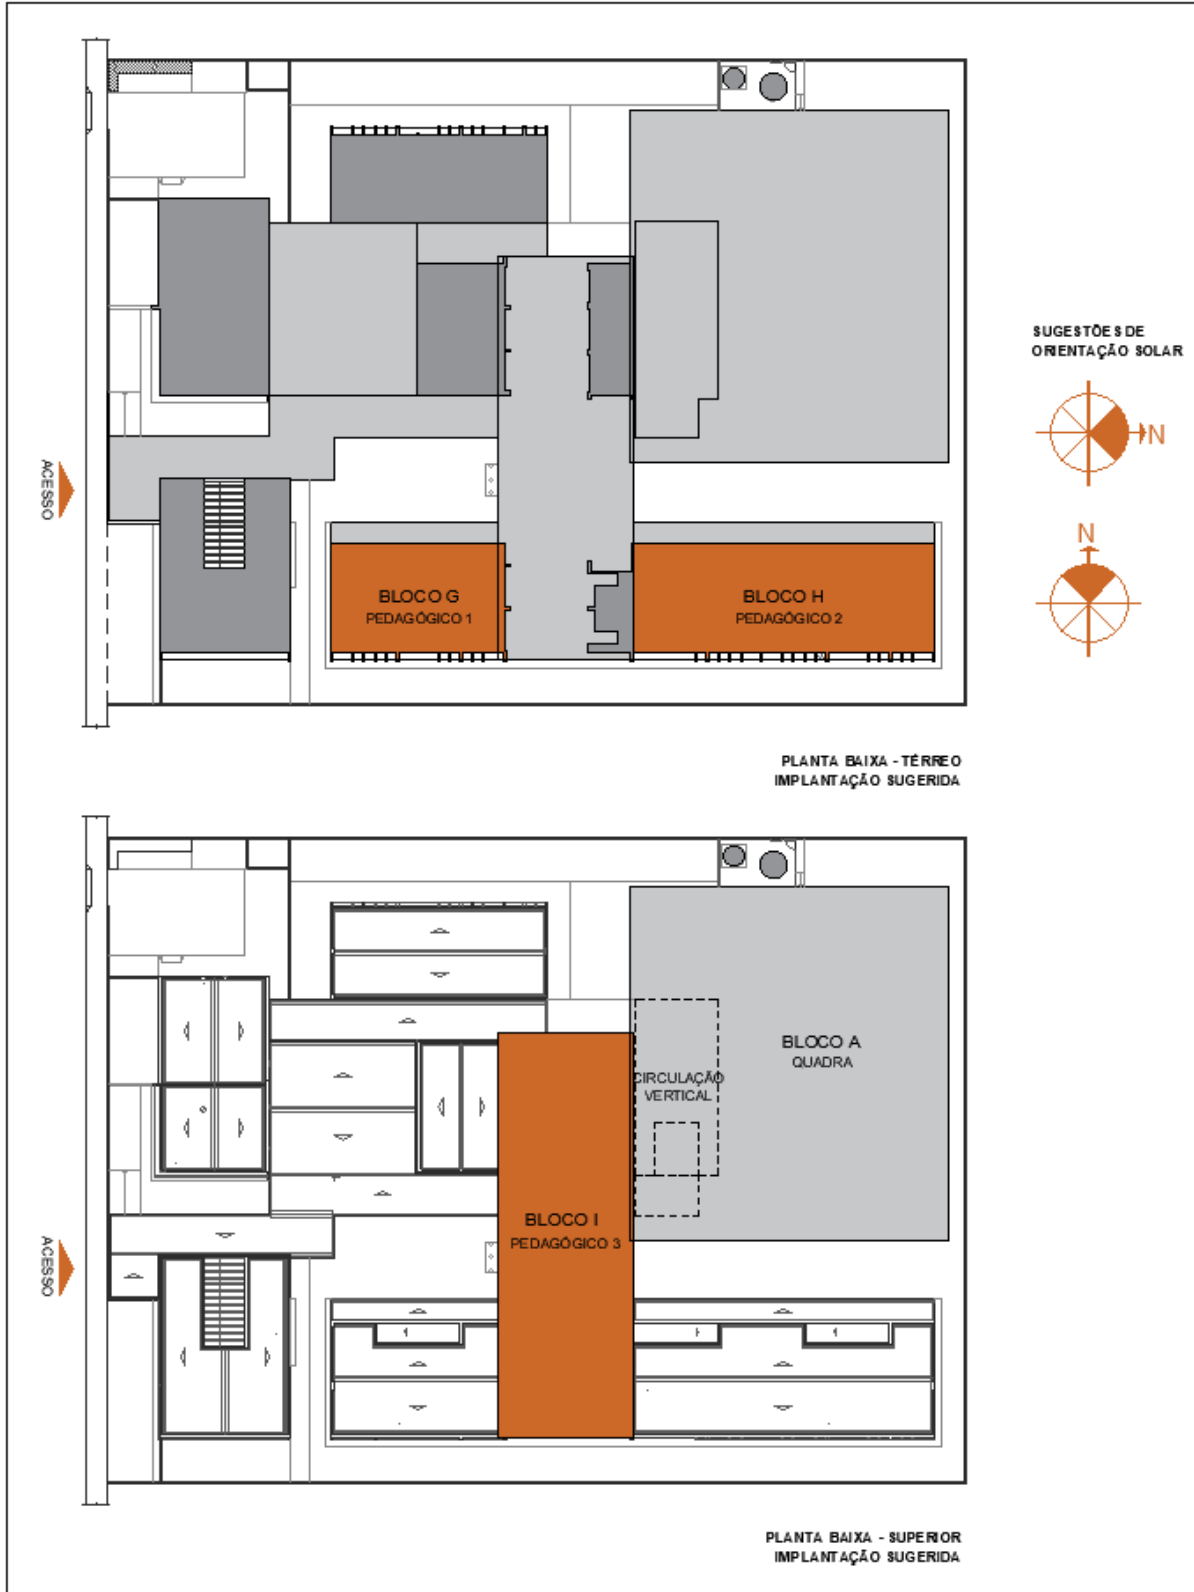 SUGESTÕES DE
ORIENTAÇÃO SOLAR
N
N
ACESSO
BLOCO G
PEDAGÓGICO 1
BLOCO H
PEDAGÓGICO 2
PLANTA BAIXA - TÉRREO
IMPLANTAÇÃO SUGERIDA
BLOCO A
QUADRA
CIRCULAÇÃO
VERTICAL
BLOCO I
PEDAGÓGICO 3
ACESSO
PLANTA BAIXA - SUPERIOR
IMPLANTAÇÃO SUGERIDA